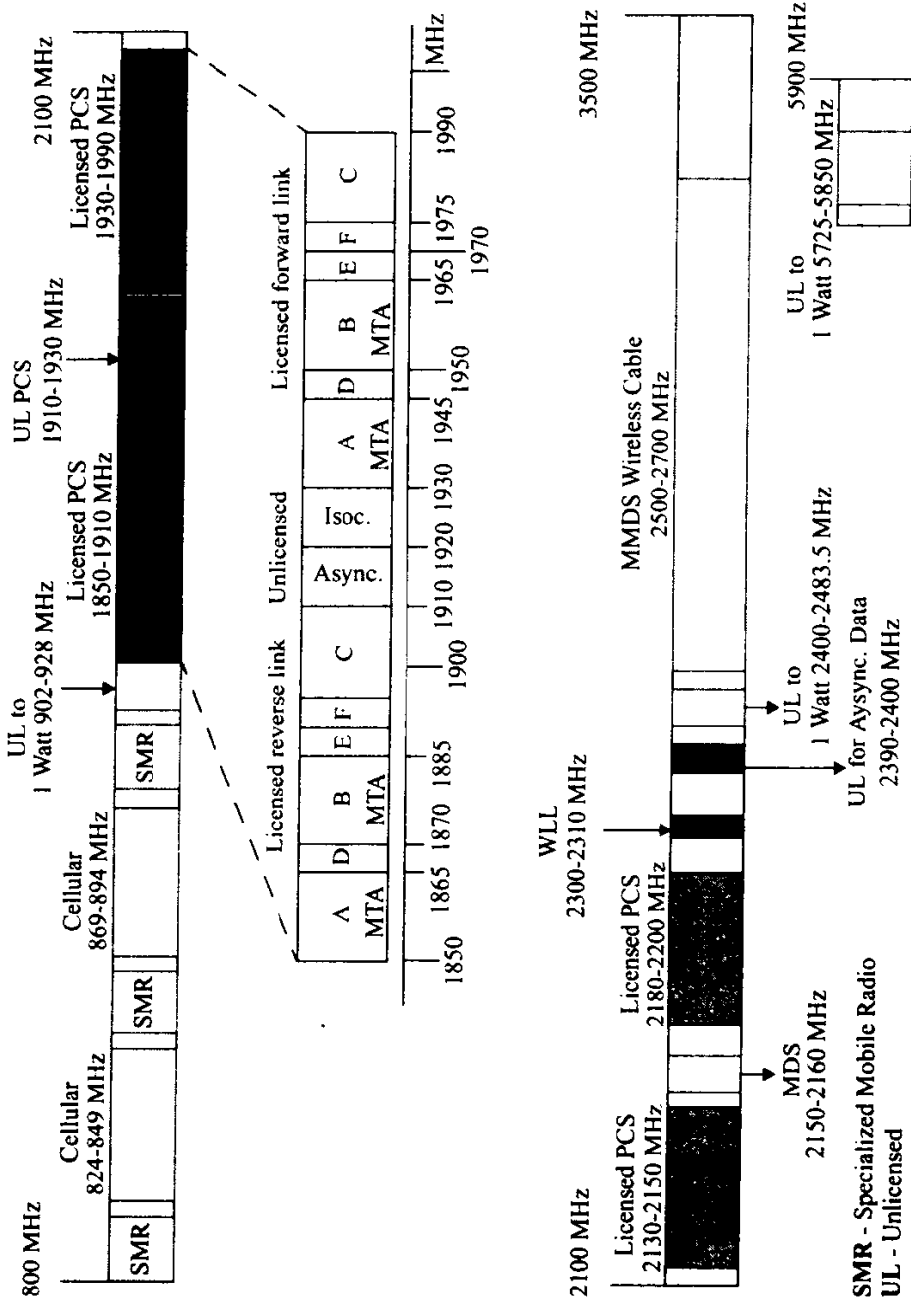 800 MHz
2100 MHz
Cellular
824-849 MHz
Cellular
869-894 MHz
UL to
1 Watt 902-928 MHz
Licensed PCS
1850-1910 MHz
UL PCS
1910-1930 MHz
Licensed PCS
1930-1990 MHz
SMR
SMR
SMR
Licensed reverse link
Unlicensed
Licensed forward link
A
MTA
D
B
MTA
E
F
C
Async.
Isoc.
A
MTA
D
B
MTA
E
F
C
1850
1865
1870
1885
1900
1910
1920
1930
1945
1950
1965
1970
1975
1990
MHz
2100 MHz
3500 MHz
Licensed PCS
2130-2150 MHz
Licensed PCS
2180-2200 MHz
WLL
2300-2310 MHz
MMDS Wireless Cable
2500-2700 MHz
MDS
2150-2160 MHz
UL to
1 Watt 2400-2483.5 MHz
UL for Aysync. Data
2390-2400 MHz
UL to
1 Watt 5725-5850 MHz
5900 MHz
SMR - Specialized Mobile Radio
UL - Unlicensed